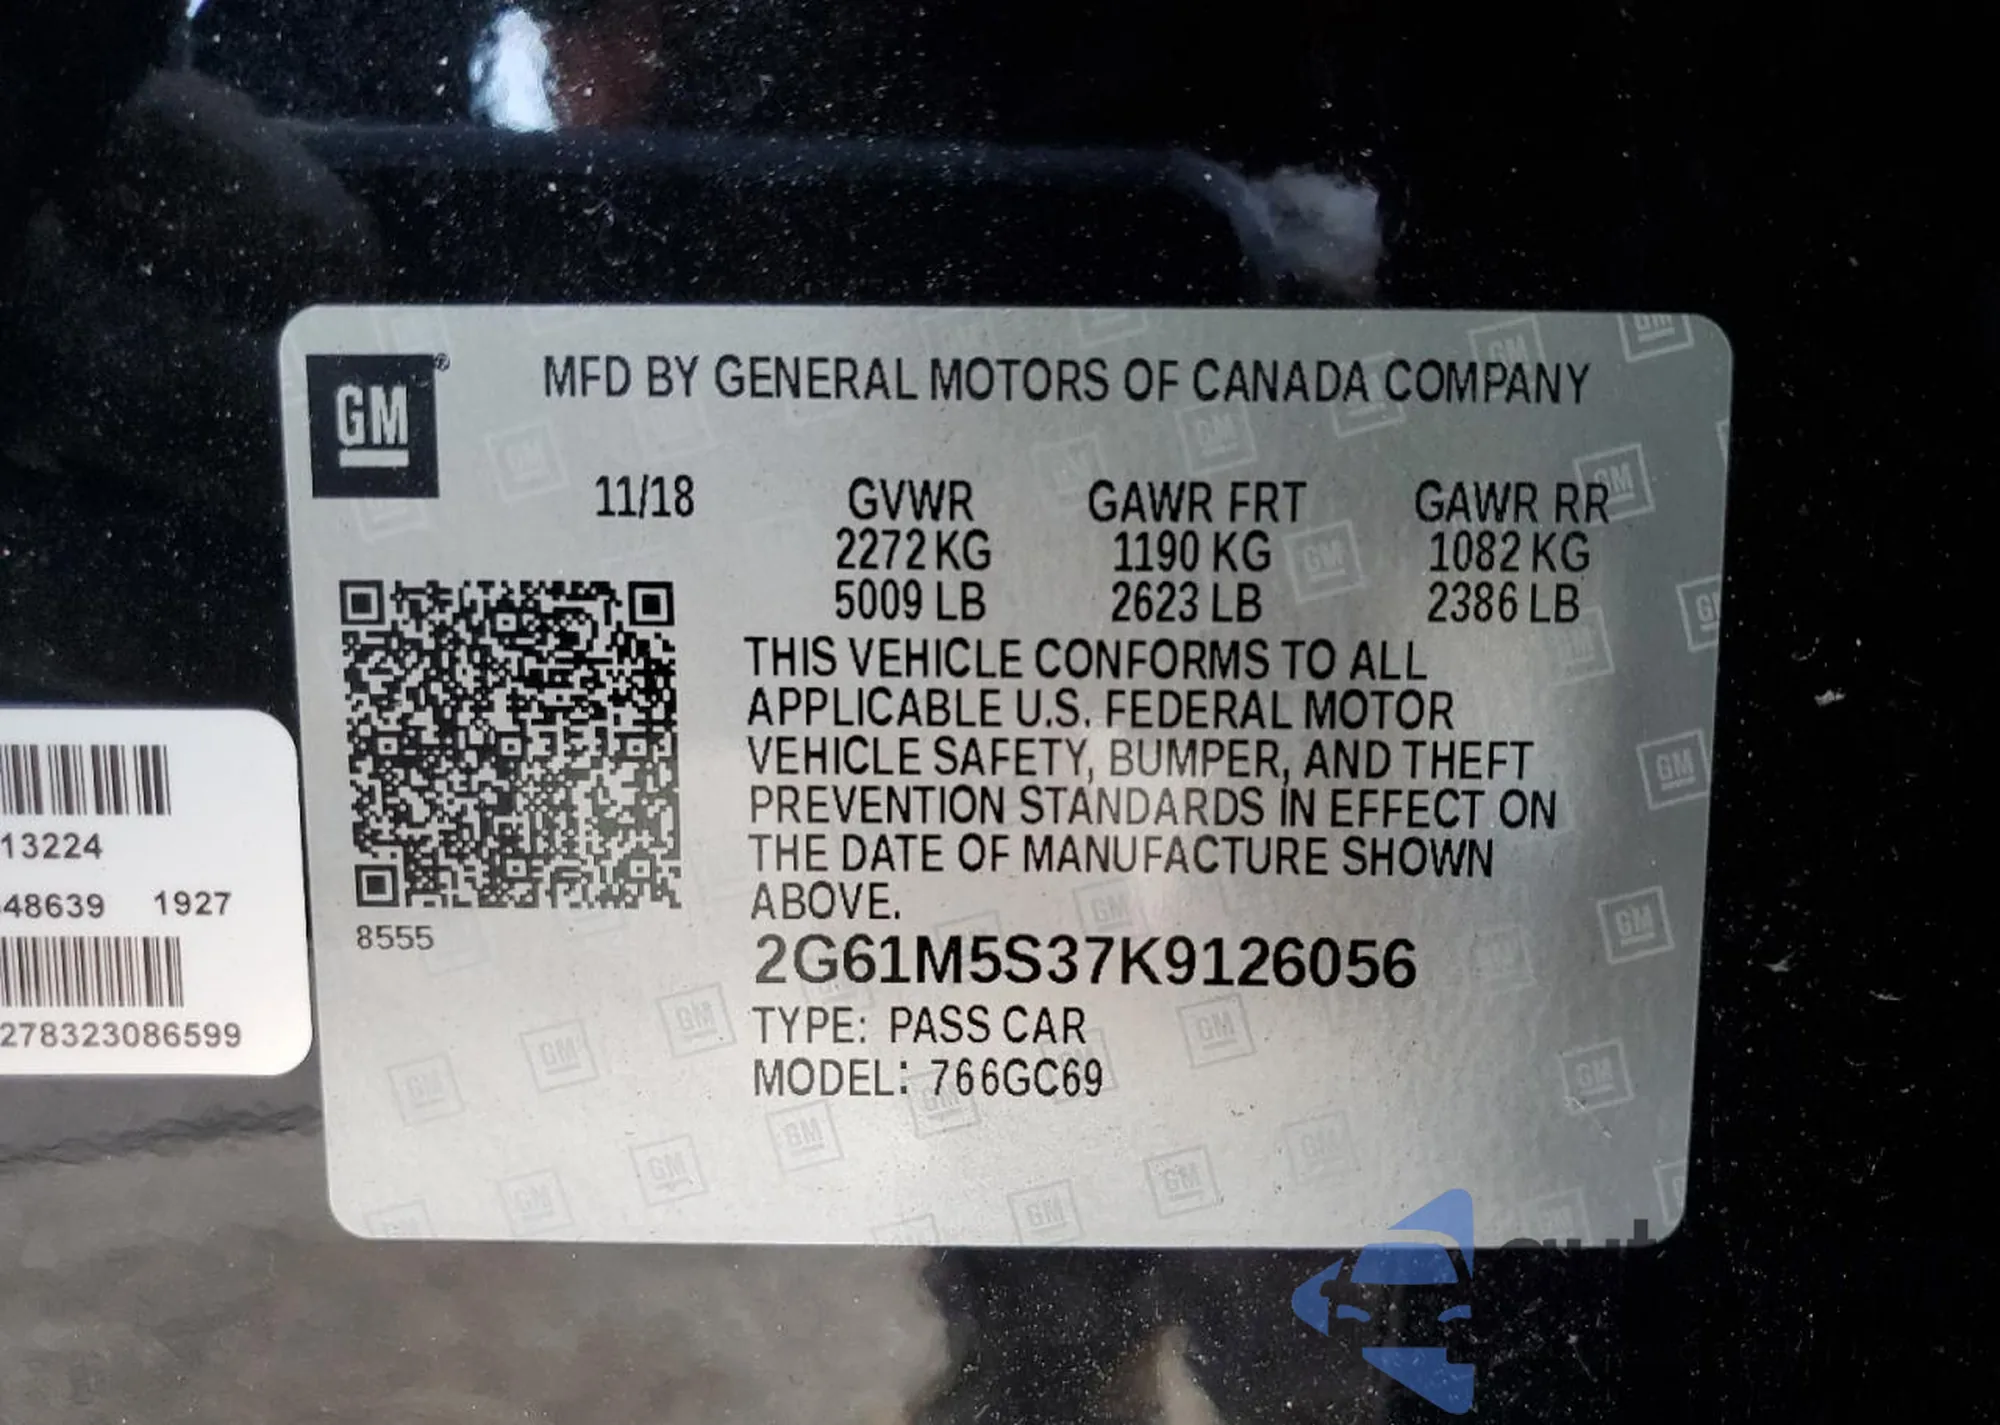 GM®
MFD BY GENERAL MOTORS OF CANADA COMPANY
11/18 GVWR GAWR FRT GAWR RR
2272 KG 1190 KG 1082 KG
5009 LB 2623 LB 2386 LB
THIS VEHICLE CONFORMS TO ALL
APPLICABLE U.S. FEDERAL MOTOR
VEHICLE SAFETY, BUMPER, AND THEFT
PREVENTION STANDARDS IN EFFECT ON
THE DATE OF MANUFACTURE SHOWN
ABOVE.
2G61M5S37K9126056
TYPE: PASS CAR
MODEL: 766GC69
8555
13224
48639 1927
278323086599